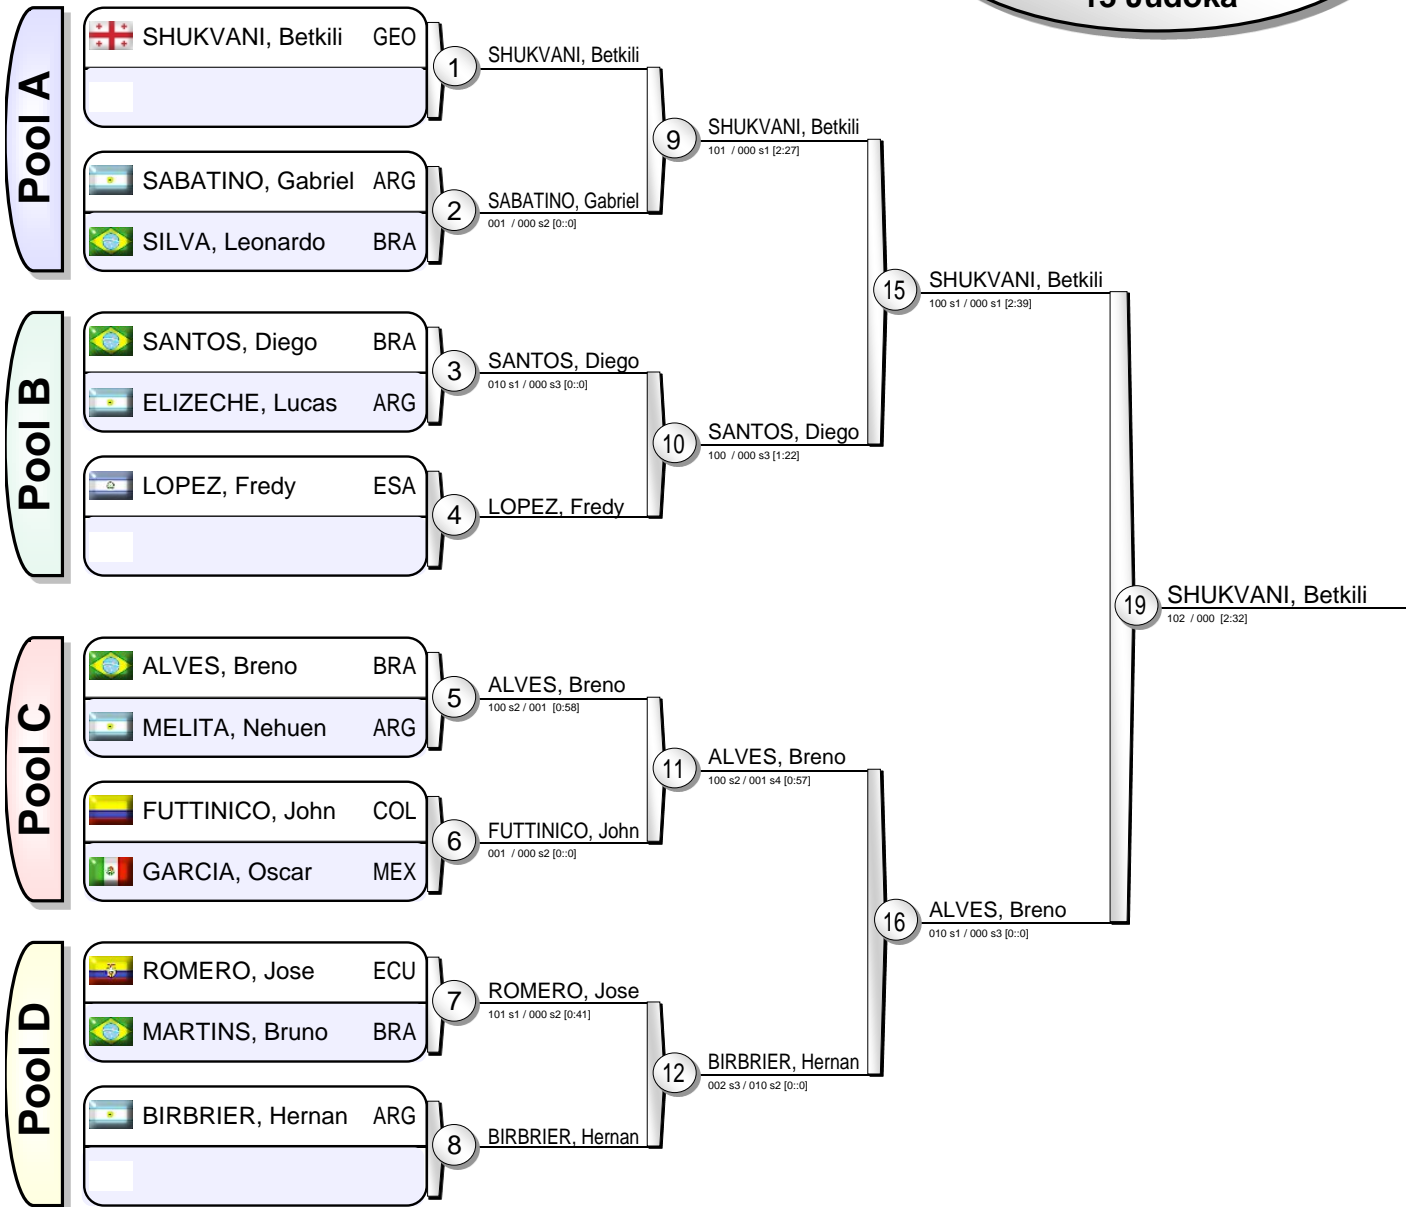 13 Judoka
Pool A
SHUKVANI, Betkili GEO
1
SHUKVANI, Betkili
SABATINO, Gabriel ARG
SILVA, Leonardo BRA
2
SABATINO, Gabriel
001 / 000 s2 [0::0]
9
SHUKVANI, Betkili
101 / 000 s1 [2:27]
Pool B
SANTOS, Diego BRA
ELIZECHE, Lucas ARG
3
SANTOS, Diego
010 s1 / 000 s3 [0::0]
LOPEZ, Fredy ESA
4
LOPEZ, Fredy
10
SANTOS, Diego
100 / 000 s3 [1:22]
15
SHUKVANI, Betkili
100 s1 / 000 s1 [2:39]
Pool C
ALVES, Breno BRA
MELITA, Nehuen ARG
5
ALVES, Breno
100 s2 / 001 [0:58]
FUTTINICO, John COL
GARCIA, Oscar MEX
6
FUTTINICO, John
001 / 000 s2 [0::0]
11
ALVES, Breno
100 s2 / 001 s4 [0:57]
Pool D
ROMERO, Jose ECU
MARTINS, Bruno BRA
7
ROMERO, Jose
101 s1 / 000 s2 [0:41]
BIRBRIER, Hernan ARG
8
BIRBRIER, Hernan
12
BIRBRIER, Hernan
002 s3 / 010 s2 [0::0]
16
ALVES, Breno
010 s1 / 000 s3 [0::0]
19
SHUKVANI, Betkili
102 / 000 [2:32]